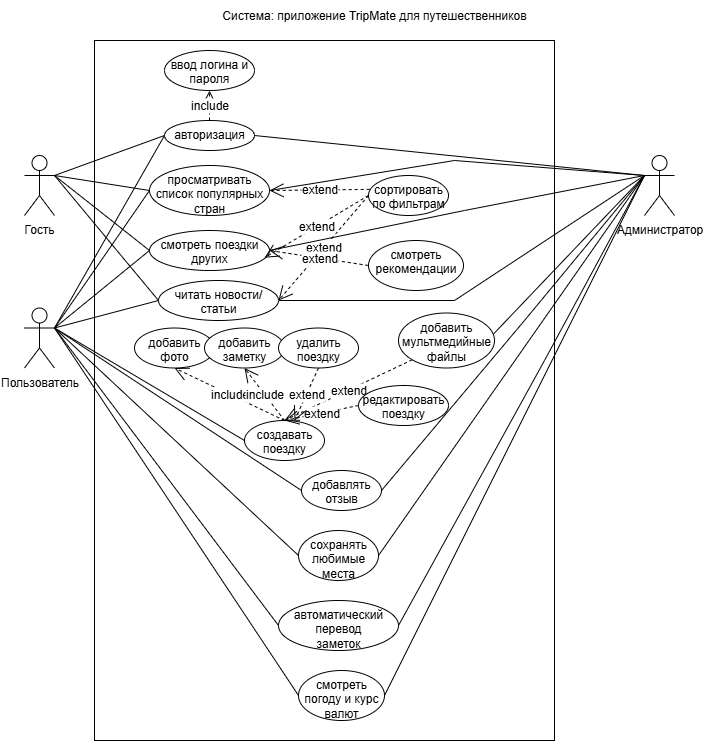 Система: приложение TripMate для путешественников
ввод логина и
пароля
include
авторизация
Гость
просматривать
список популярных
стран
extend
сортировать
по фильтрам
Администратор
extend
смотреть поездки
других
extend
extend
смотреть
рекомендации
читать новости/
статьи
Пользователь
добавить
фото
добавить
заметку
удалить
поездку
добавить
мультмедийные
файлы
include
include
extend
extend
extend
редактировать
поездку
создавать
поездку
добавлять
отзыв
сохранять
любимые
места
автоматический
перевод
заметок
смотреть
погоду и курс
валют